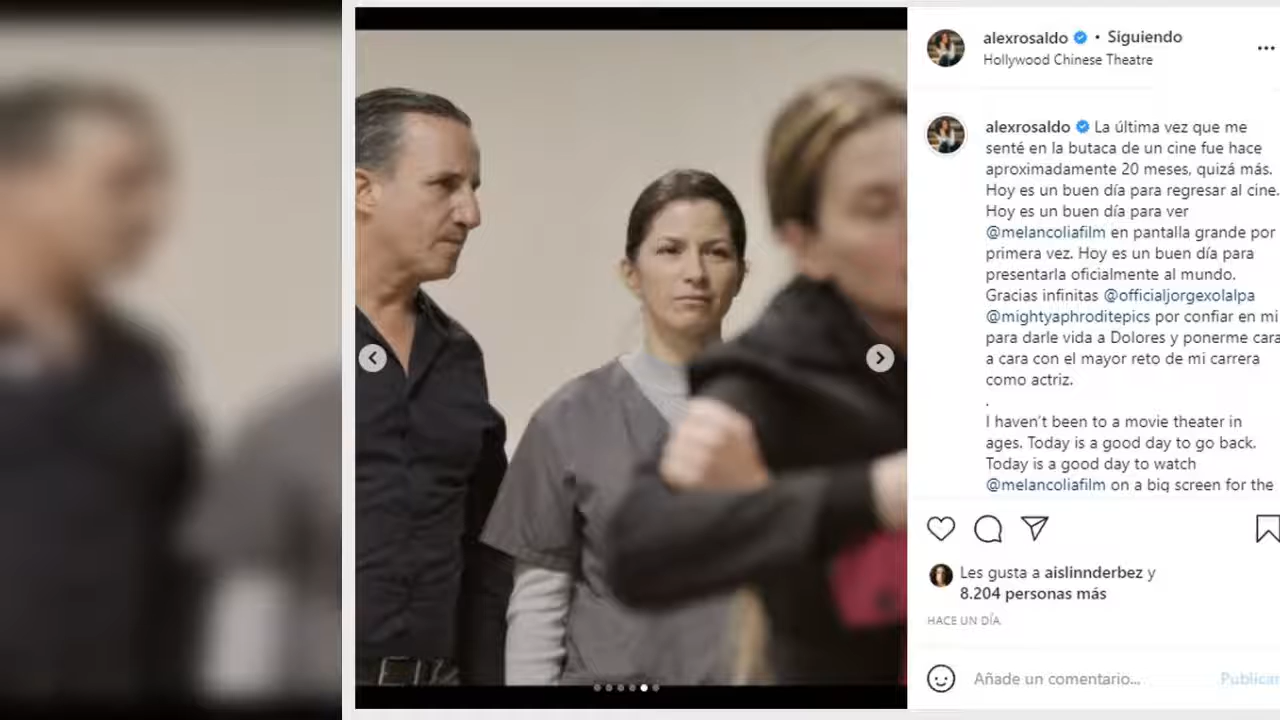 alexrosaldo • Siguiendo
Hollywood Chinese Theatre
alexrosaldo La última vez que me
senté en la butaca de un cine fue hace
aproximadamente 20 meses, quizá más.
Hoy es un buen día para regresar al cine.
Hoy es un buen día para ver
@melancoliafilm en pantalla grande por
primera vez. Hoy es un buen día para
presentarla oficialmente al mundo.
Gracias infinitas @officialjorgexolalpa
@mightyaphroditepics por confiar en mi
para darle vida a Dolores y ponerme cara
a cara con el mayor reto de mi carrera
como actriz.
.
I haven't been to a movie theater in
ages. Today is a good day to go back.
Today is a good day to watch
@melancoliafilm on a big screen for the
Les gusta a aislinnderbez y
8.204 personas más
HACE UN DÍA
Añade un comentario...
Publicar